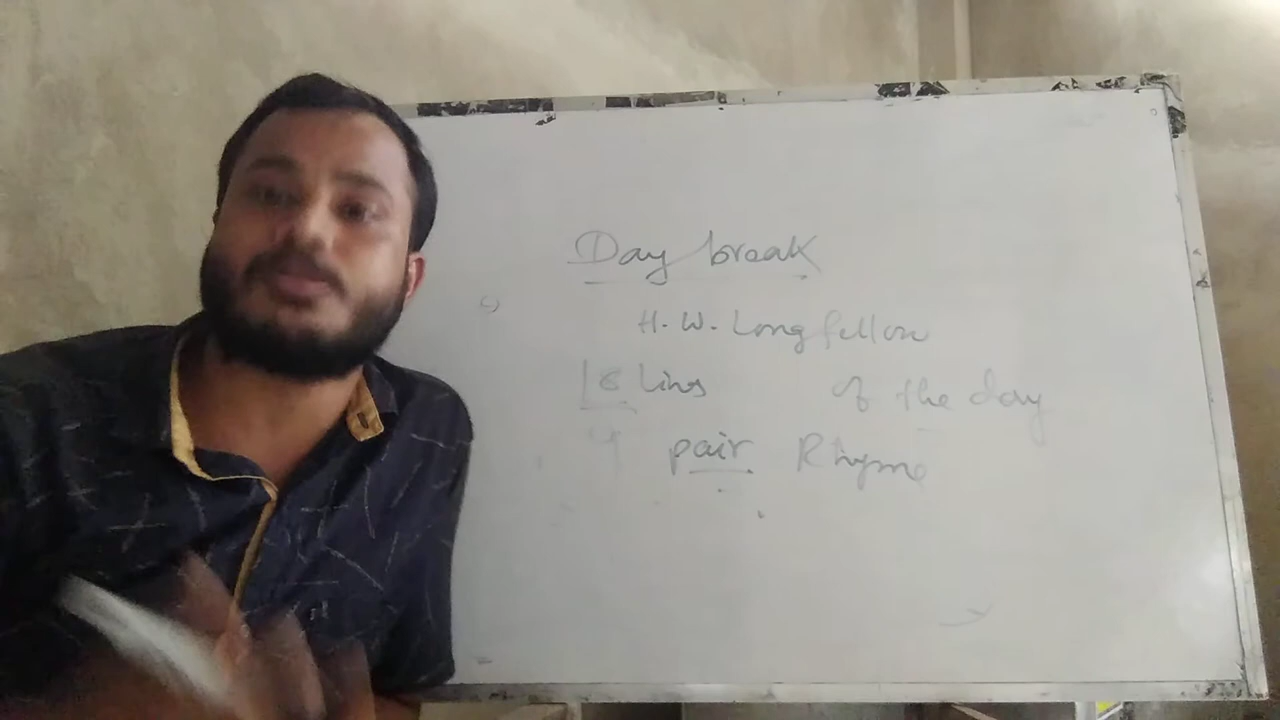 Day break
H. W. Longfellow
18 Lines of the day
pair Rhyme